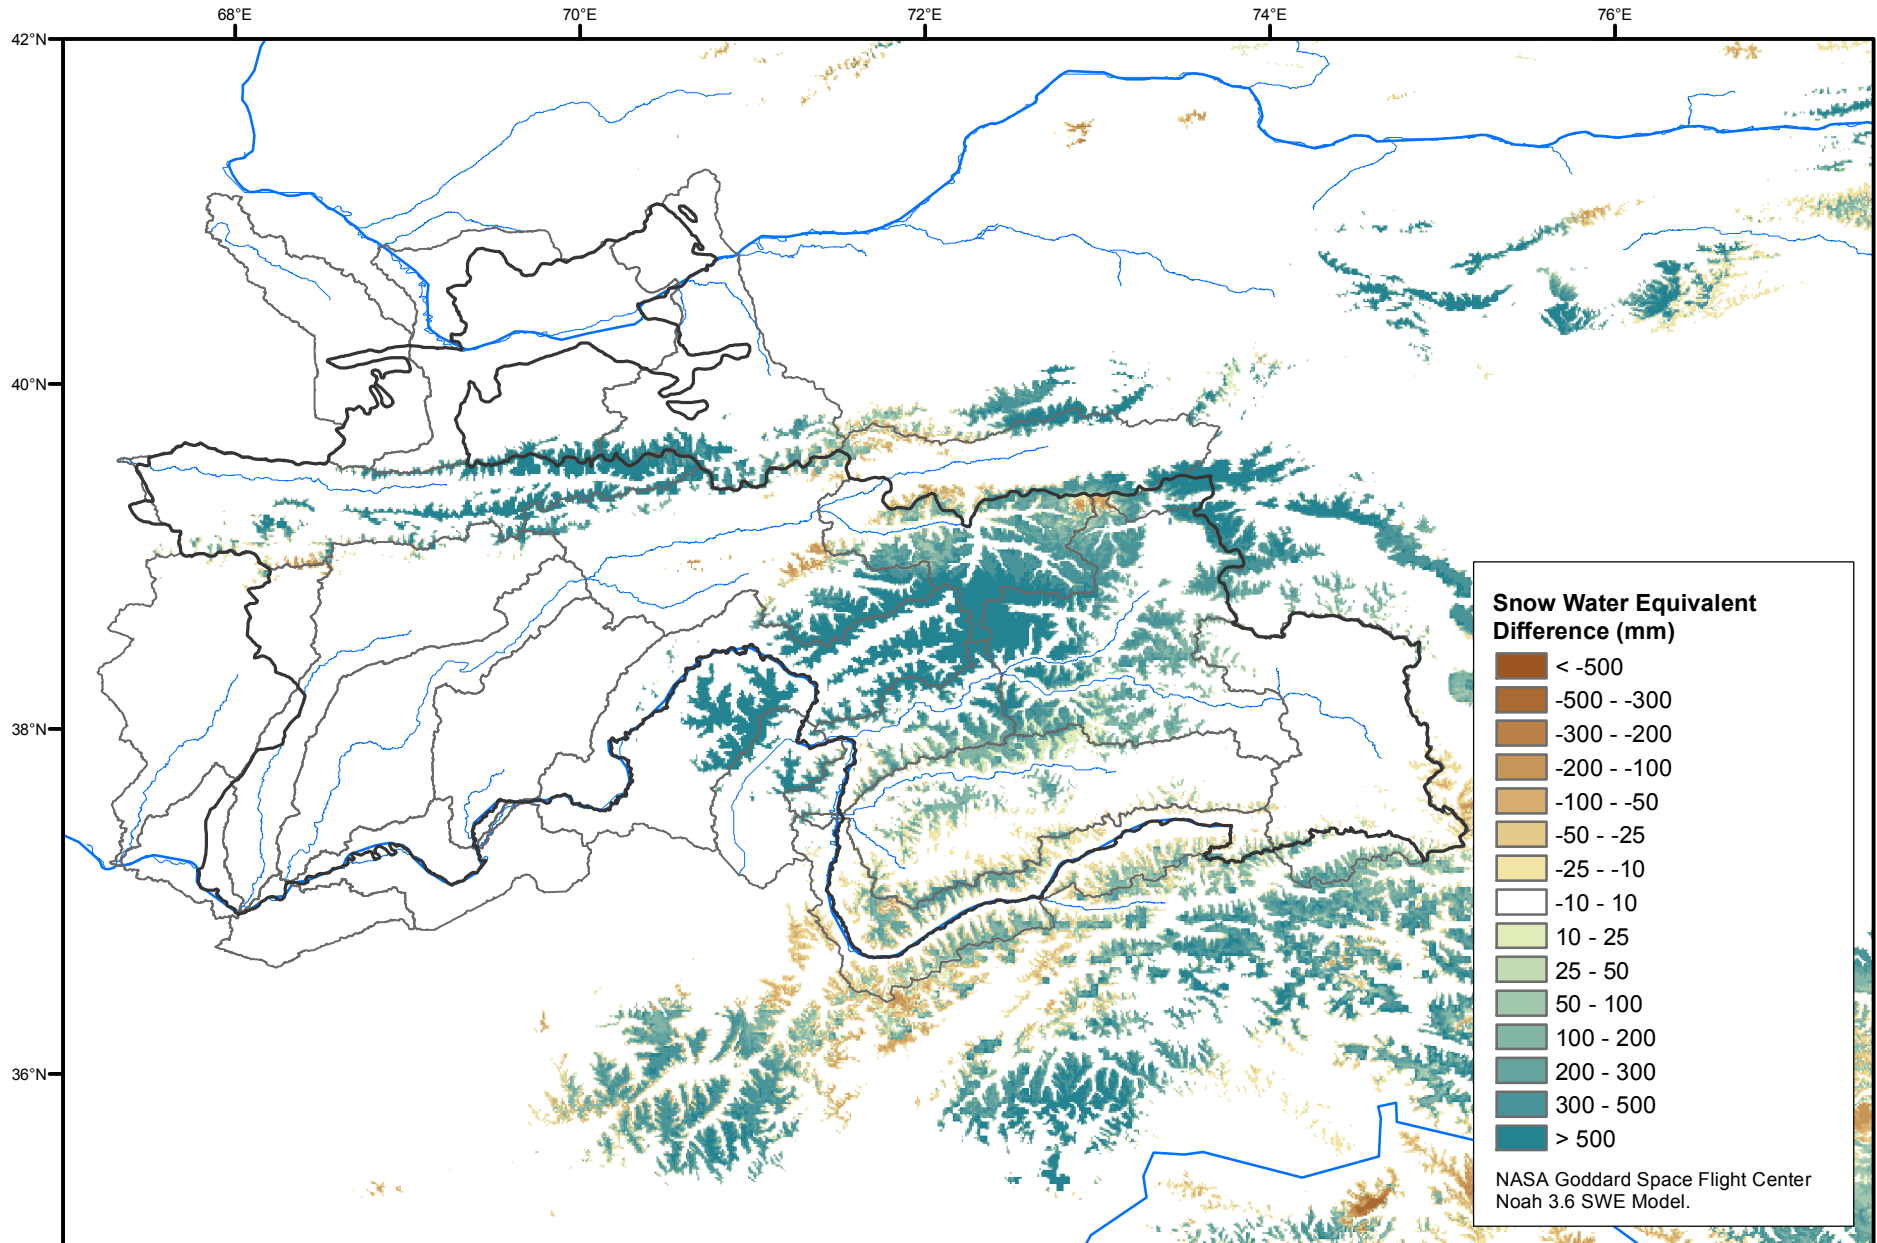 68°E 70°E 72°E 74°E 76°E
42°N
40°N
38°N
36°N
Snow Water Equivalent
Difference (mm)
< -500
-500 - -300
-300 - -200
-200 - -100
-100 - -50
-50 - -25
-25 - -10
-10 - 10
10 - 25
25 - 50
50 - 100
100 - 200
200 - 300
300 - 500
> 500
NASA Goddard Space Flight Center
Noah 3.6 SWE Model.